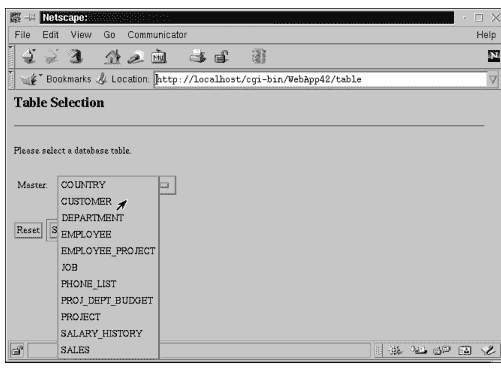 Netscape:
File Edit View Go Communicator Help
Bookmarks Location: http://localhost/cgi-bin/WebApp42/table
Table Selection
Please select a database table.
Master: COUNTRY
CUSTOMER
DEPARTMENT
Reset S
EMPLOYEE
EMPLOYEE_PROJECT
JOB
PHONE_LIST
PROJ_DEPT_BUDGET
PROJECT
SALARY_HISTORY
SALES